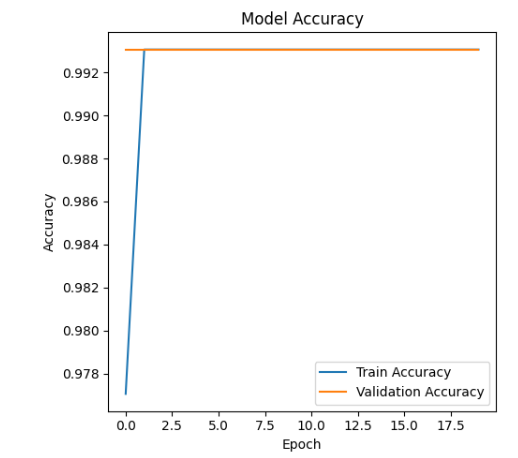 Model Accuracy
0.992
0.990
0.988
0.986
0.984
0.982
0.980
0.978
Accuracy
Train Accuracy
Validation Accuracy
0.0 2.5 5.0 7.5 10.0 12.5 15.0 17.5
Epoch